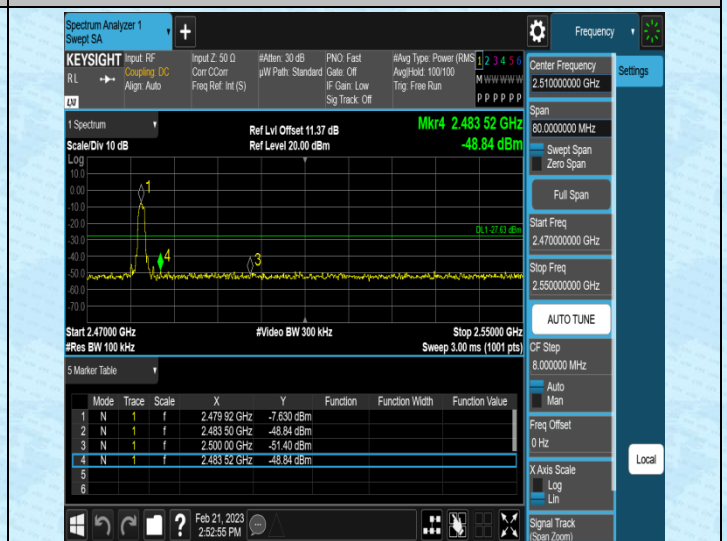 Spectrum Analyzer 1
Swept SA
+
Frequency
KEYSIGHT
RL
LXI
Input: RF
Coupling: DC
Align: Auto
Input Z: 50 Ω
Corr CCorr
Freq Ref: Int (S)
#Atten: 30 dB
µW Path: Standard
PNO: Fast
Gate: Off
IF Gain: Low
Sig Track: Off
#Avg Type: Power (RMS
Avg|Hold: 100/100
Trig: Free Run
1 2 3 4 5 6
M W W W W W
P P P P P P
Settings
Center Frequency
2.510000000 GHz
Span
80.0000000 MHz
Swept Span
Zero Span
Full Span
Start Freq
2.470000000 GHz
Stop Freq
2.550000000 GHz
AUTO TUNE
CF Step
8.000000 MHz
Auto
Man
Freq Offset
0 Hz
X Axis Scale
Log
Lin
Signal Track
(Span Zoom)
Local
1 Spectrum
Scale/Div 10 dB
Ref Lvl Offset 11.37 dB
Ref Level 20.00 dBm
Mkr4 2.483 52 GHz
-48.84 dBm
Log
10.0
0.00
-10.0
-20.0
-30.0
-40.0
-50.0
-60.0
-70.0
1
4
3
DL1 -27.63 dBm
Start 2.47000 GHz
#Res BW 100 kHz
#Video BW 300 kHz
Stop 2.55000 GHz
Sweep 3.00 ms (1001 pts)
5 Marker Table
Mode Trace Scale X Y Function Function Width Function Value
1 N 1 f 2.479 92 GHz -7.630 dBm
2 N 1 f 2.483 50 GHz -48.84 dBm
3 N 1 f 2.500 00 GHz -51.40 dBm
4 N 1 f 2.483 52 GHz -48.84 dBm
5
6
?
Feb 21, 2023
2:52:55 PM